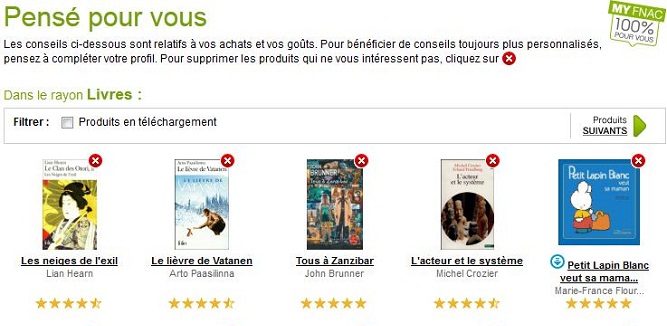 Pensé pour vous
MY FNAC
100%
POUR VOUS
Les conseils ci-dessous sont relatifs à vos achats et vos goûts. Pour bénéficier de conseils toujours plus personnalisés,
pensez à compléter votre profil. Pour supprimer les produits qui ne vous intéressent pas, cliquez sur
Dans le rayon Livres :
Filtrer : Produits en téléchargement
Produits
SUIVANTS
Lian Hearn
Le Clan des Otori, II
Les Neiges de l'exil
Arto Paasilinna
Le lièvre de Vatanen
LE LIÈVRE DE
folio
JOHN
BRUNNER
Tous à Zanzibar
Michel Crozier
Erhard Friedberg
L'acteur
et le système
Petit Lapin Blanc
veut
sa maman
Les neiges de l'exil
Lian Hearn
Le lièvre de Vatanen
Arto Paasilinna
Tous à Zanzibar
John Brunner
L'acteur et le système
Michel Crozier
Petit Lapin Blanc
veut sa mama...
Marie-France Flour...